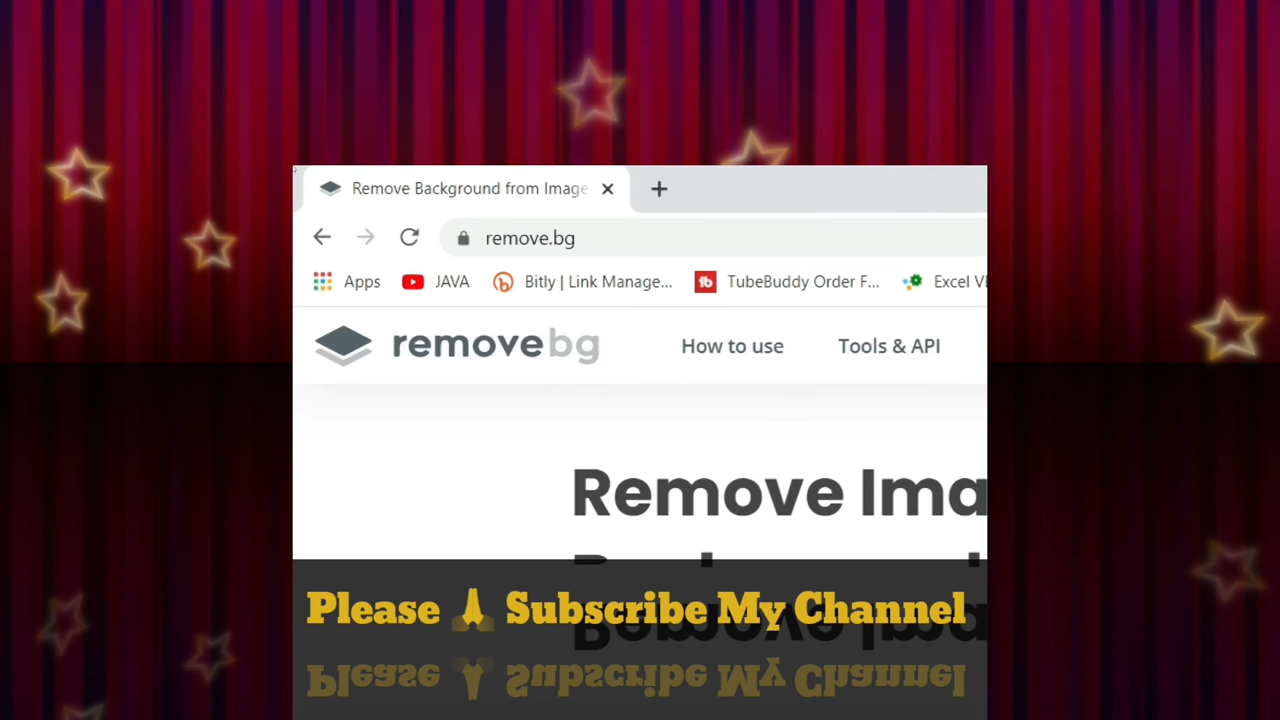 Remove Background from Image
remove.bg
Apps JAVA Bitly | Link Manage... TubeBuddy Order F... Excel V
removebg How to use Tools & API
Remove Ima
Please 🙏 Subscribe My Channel